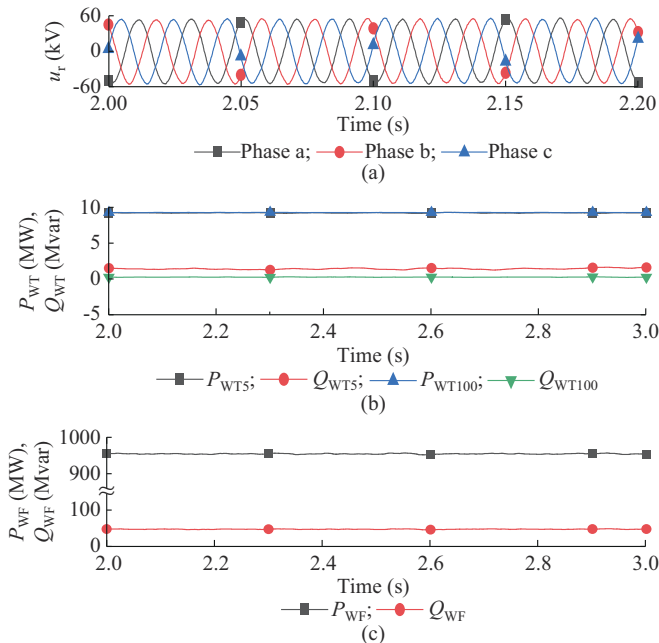 60
u_r (kV)
0
-60
2.00 2.05 2.10 2.15 2.20
Time (s)
Phase a; Phase b; Phase c
(a)
10
P_WT (MW),
Q_WT (Mvar)
5
0
-5
2.0 2.2 2.4 2.6 2.8 3.0
Time (s)
P_WT5; Q_WT5; P_WT100; Q_WT100
(b)
1000
P_WF (MW),
Q_WF (Mvar)
900
100
0
2.0 2.2 2.4 2.6 2.8 3.0
Time (s)
P_WF; Q_WF
(c)